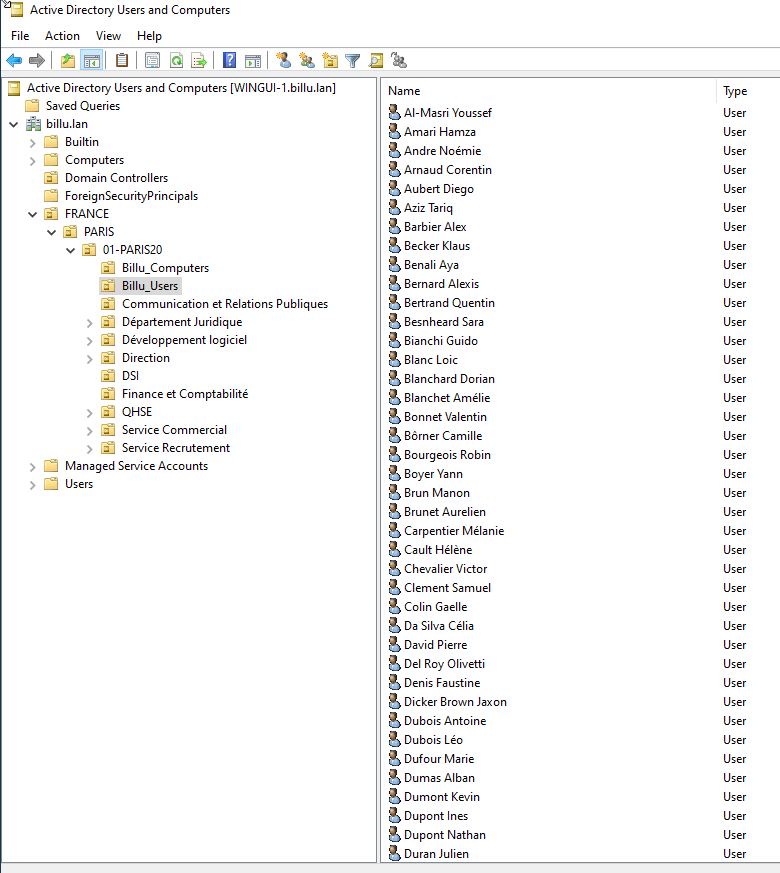 Active Directory Users and Computers
File Action View Help
Active Directory Users and Computers [WINGUI-1.billu.lan]
Saved Queries
billu.lan
Builtin
Computers
Domain Controllers
ForeignSecurityPrincipals
FRANCE
PARIS
01-PARIS20
Billu_Computers
Billu_Users
Communication et Relations Publiques
Département Juridique
Développement logiciel
Direction
DSI
Finance et Comptabilité
QHSE
Service Commercial
Service Recrutement
Managed Service Accounts
Users
Name Type
Al-Masri Youssef User
Amari Hamza User
Andre Noémie User
Arnaud Corentin User
Aubert Diego User
Aziz Tariq User
Barbier Alex User
Becker Klaus User
Benali Aya User
Bernard Alexis User
Bertrand Quentin User
Besnheard Sara User
Bianchi Guido User
Blanc Loic User
Blanchard Dorian User
Blanchet Amélie User
Bonnet Valentin User
Börner Camille User
Bourgeois Robin User
Boyer Yann User
Brun Manon User
Brunet Aurelien User
Carpentier Mélanie User
Cault Hélène User
Chevalier Victor User
Clement Samuel User
Colin Gaelle User
Da Silva Célia User
David Pierre User
Del Roy Olivetti User
Denis Faustine User
Dicker Brown Jaxon User
Dubois Antoine User
Dubois Léo User
Dufour Marie User
Dumas Alban User
Dumont Kevin User
Dupont Ines User
Dupont Nathan User
Duran Julien User